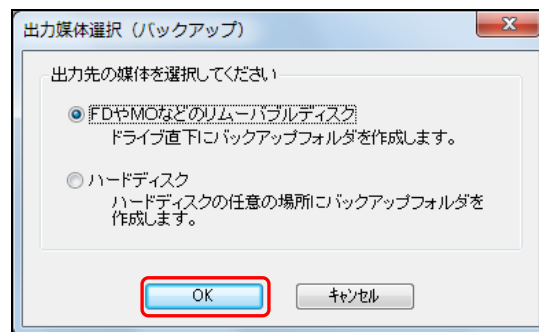 出力媒体選択（バックアップ）
出力先の媒体を選択してください
FDやMOなどのリムーバブルディスク
ドライブ直下にバックアップフォルダを作成します。
ハードディスク
ハードディスクの任意の場所にバックアップフォルダを
作成します。
OK
キャンセル